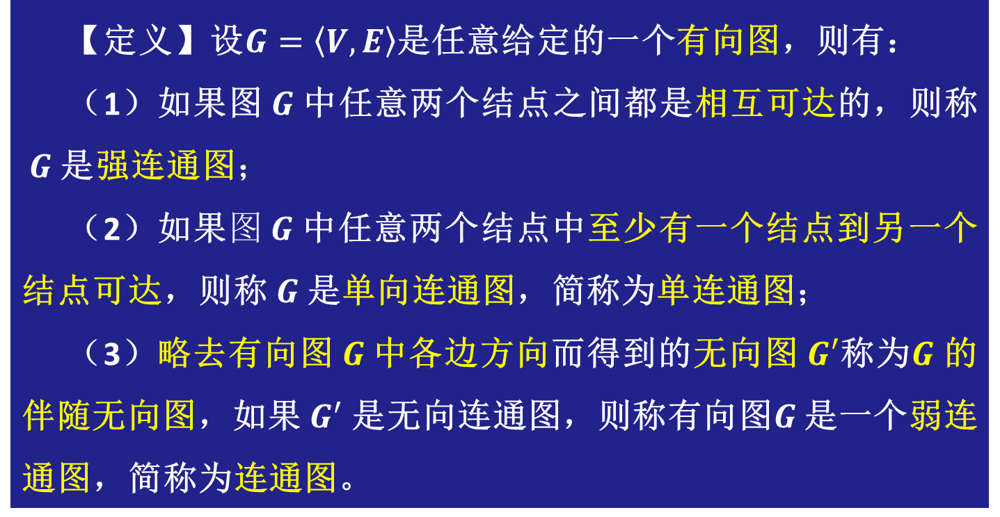 【定义】设G = ⟨V, E⟩是任意给定的一个有向图，则有：
（1）如果图 G 中任意两个结点之间都是相互可达的，则称
G 是强连通图；
（2）如果图 G 中任意两个结点中至少有一个结点到另一个
结点可达，则称 G 是单向连通图，简称为单连通图；
（3）略去有向图 G 中各边方向而得到的无向图 G′称为G 的
伴随无向图，如果 G′ 是无向连通图，则称有向图G 是一个弱连
通图，简称为连通图。